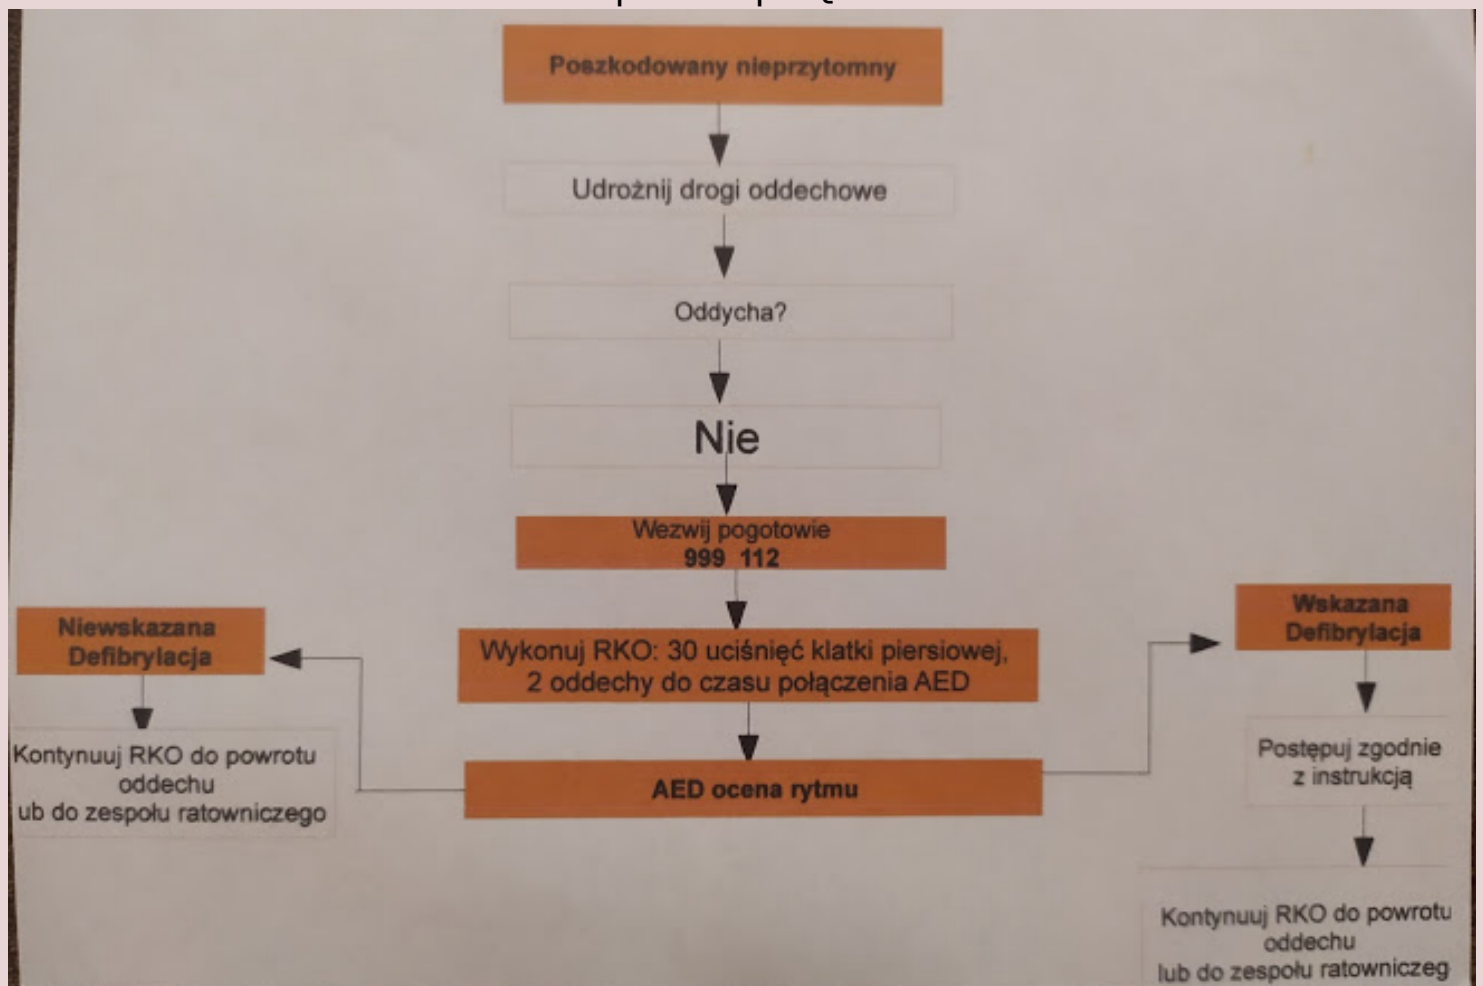 Poszkodowany nieprzytomny
Udrożnij drogi oddechowe
Oddycha?
Nie
Wezwij pogotowie
999 112
Wykonuj RKO: 30 uciśnięć klatki piersiowej,
2 oddechy do czasu połączenia AED
AED ocena rytmu
Niewskazana
Defibrylacja
Kontynuuj RKO do powrotu
oddechu
ub do zespołu ratowniczego
Wskazana
Defibrylacja
Postępuj zgodnie
z instrukcją
Kontynuuj RKO do powrotu
oddechu
lub do zespołu ratowniczeg